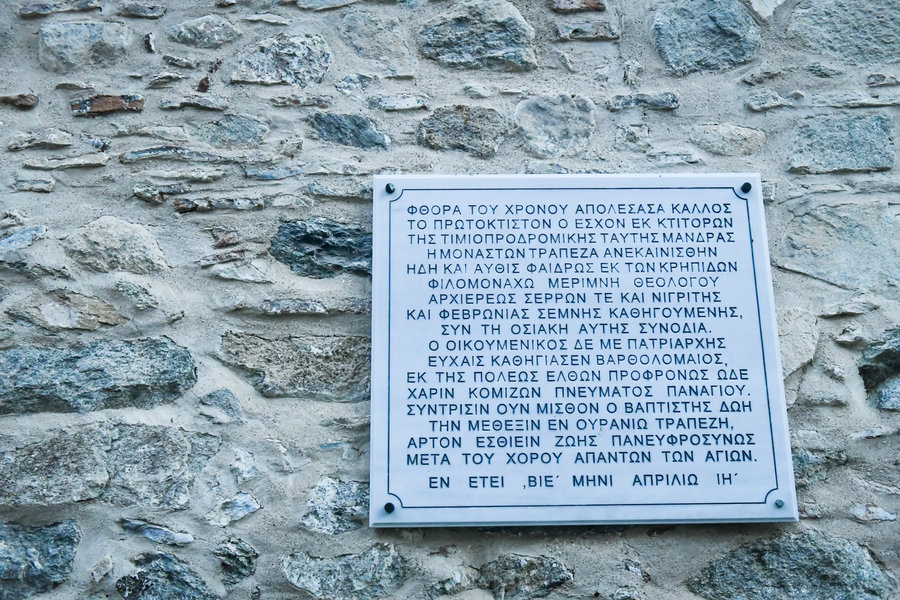 ΦΘΟΡΑ ΤΟΥ ΧΡΟΝΟΥ ΑΠΟΛΕΣΑΣΑ ΚΑΛΛΟΣ
ΤΟ ΠΡΩΤΟΚΤΙΣΤΟΝ Ο ΕΣΧΟΝ ΕΚ ΚΤΙΤΟΡΩΝ
ΤΗΣ ΤΙΜΙΟΠΡΟΔΡΟΜΙΚΗΣ ΤΑΥΤΗΣ ΜΑΝΔΡΑΣ
Η ΜΟΝΑΣΤΩΝ ΤΡΑΠΕΖΑ ΑΝΕΚΑΙΝΙΣΘΗΝ
ΗΔΗ ΚΑΙ ΑΥΘΙΣ ΦΑΙΔΡΩΣ ΕΚ ΤΩΝ ΚΡΗΠΙΔΩΝ
ΦΙΛΟΜΟΝΑΧΩ ΜΕΡΙΜΝΗ ΘΕΟΛΟΓΟΥ
ΑΡΧΙΕΡΕΩΣ ΣΕΡΡΩΝ ΤΕ ΚΑΙ ΝΙΓΡΙΤΗΣ
ΚΑΙ ΦΕΒΡΩΝΙΑΣ ΣΕΜΝΗΣ ΚΑΘΗΓΟΥΜΕΝΗΣ,
ΣΥΝ ΤΗ ΟΣΙΑΚΗ ΑΥΤΗΣ ΣΥΝΟΔΙΑ.
Ο ΟΙΚΟΥΜΕΝΙΚΟΣ ΔΕ ΜΕ ΠΑΤΡΙΑΡΧΗΣ
ΕΥΧΑΙΣ ΚΑΘΗΓΙΑΣΕΝ ΒΑΡΘΟΛΟΜΑΙΟΣ,
ΕΚ ΤΗΣ ΠΟΛΕΩΣ ΕΛΘΩΝ ΠΡΟΦΡΟΝΩΣ ΩΔΕ
ΧΑΡΙΝ ΚΟΜΙΖΩΝ ΠΝΕΥΜΑΤΟΣ ΠΑΝΑΓΙΟΥ.
ΣΥΝΤΡΙΣΙΝ ΟΥΝ ΜΙΣΘΟΝ Ο ΒΑΠΤΙΣΤΗΣ ΔΩΗ
ΤΗΝ ΜΕΘΕΞΙΝ ΕΝ ΟΥΡΑΝΙΩ ΤΡΑΠΕΖΗ,
ΑΡΤΟΝ ΕΣΘΙΕΙΝ ΖΩΗΣ ΠΑΝΕΥΦΡΟΣΥΝΩΣ
ΜΕΤΑ ΤΟΥ ΧΟΡΟΥ ΑΠΑΝΤΩΝ ΤΩΝ ΑΓΙΩΝ.
ΕΝ ΕΤΕΙ ,ΒΙΕ΄ ΜΗΝΙ ΑΠΡΙΛΙΩ ΙΗ΄